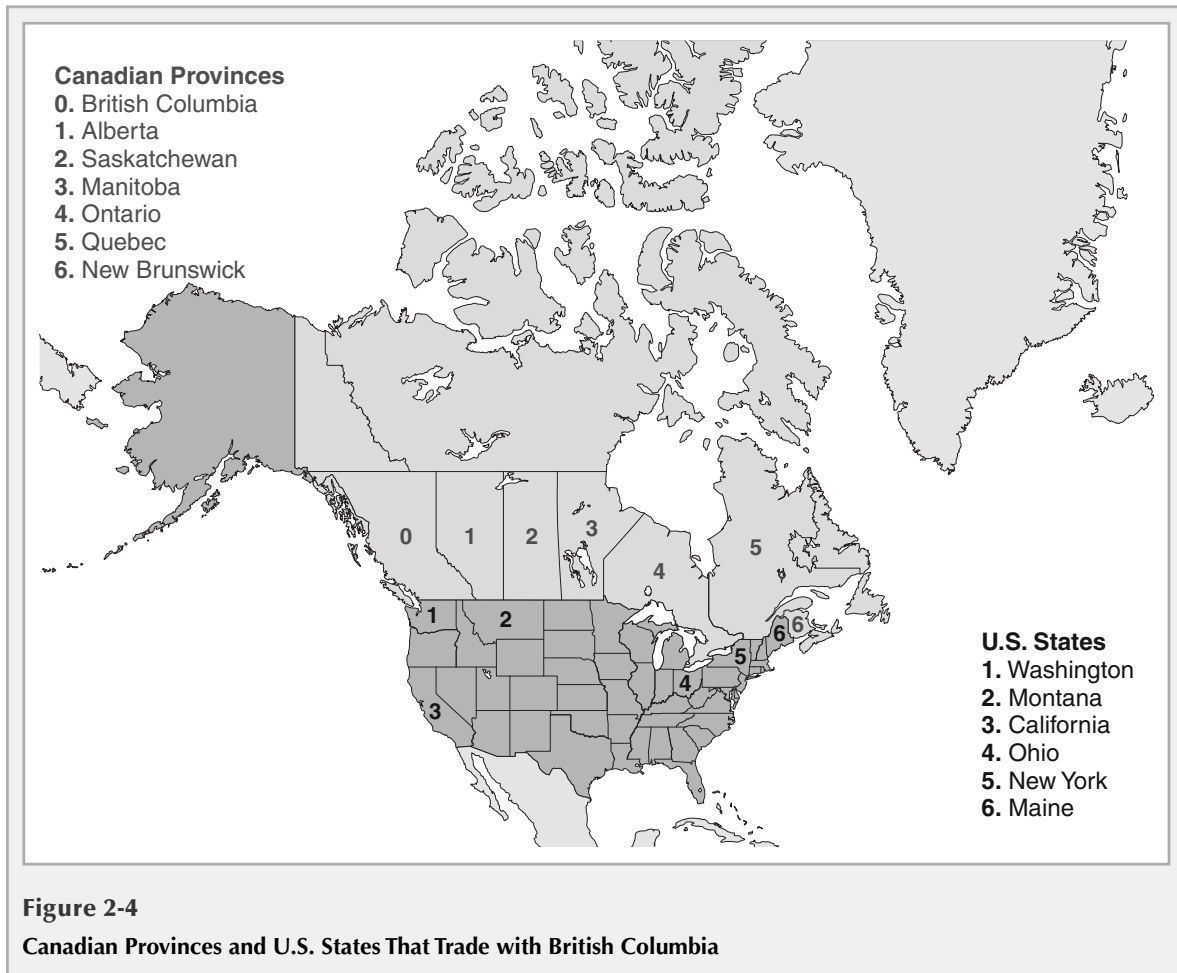 Canadian Provinces
0. British Columbia
1. Alberta
2. Saskatchewan
3. Manitoba
4. Ontario
5. Quebec
6. New Brunswick
0
1
2
3
4
5
6
1
2
3
4
5
6
U.S. States
1. Washington
2. Montana
3. California
4. Ohio
5. New York
6. Maine
Figure 2-4
Canadian Provinces and U.S. States That Trade with British Columbia